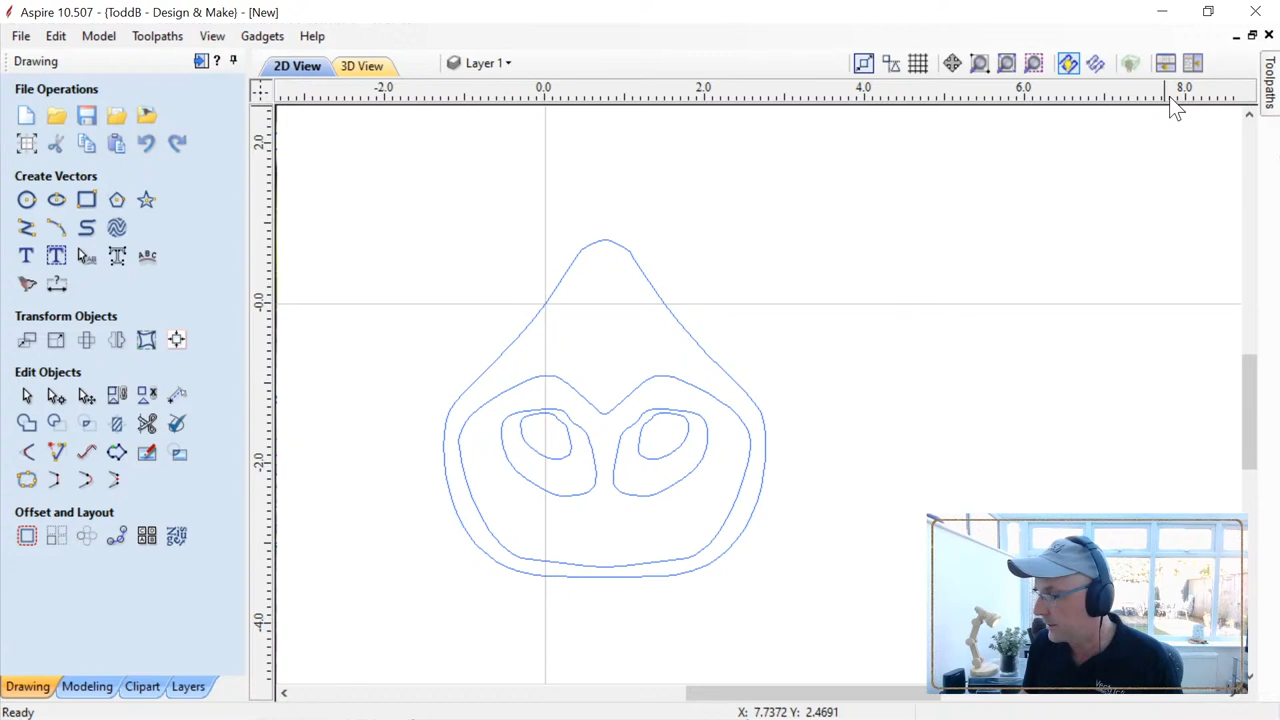 Aspire 10.507 - {ToddB - Design & Make} - [New]
File Edit Model Toolpaths View Gadgets Help
Drawing
2D View 3D View Layer 1
-2.0 0.0 2.0 4.0 6.0 8.0
File Operations
2.0
Create Vectors
-0.0
Transform Objects
Edit Objects
-2.0
Offset and Layout
-4.0
Drawing Modeling Clipart Layers
Toolpaths
Ready X: 7.7372 Y: 2.4691